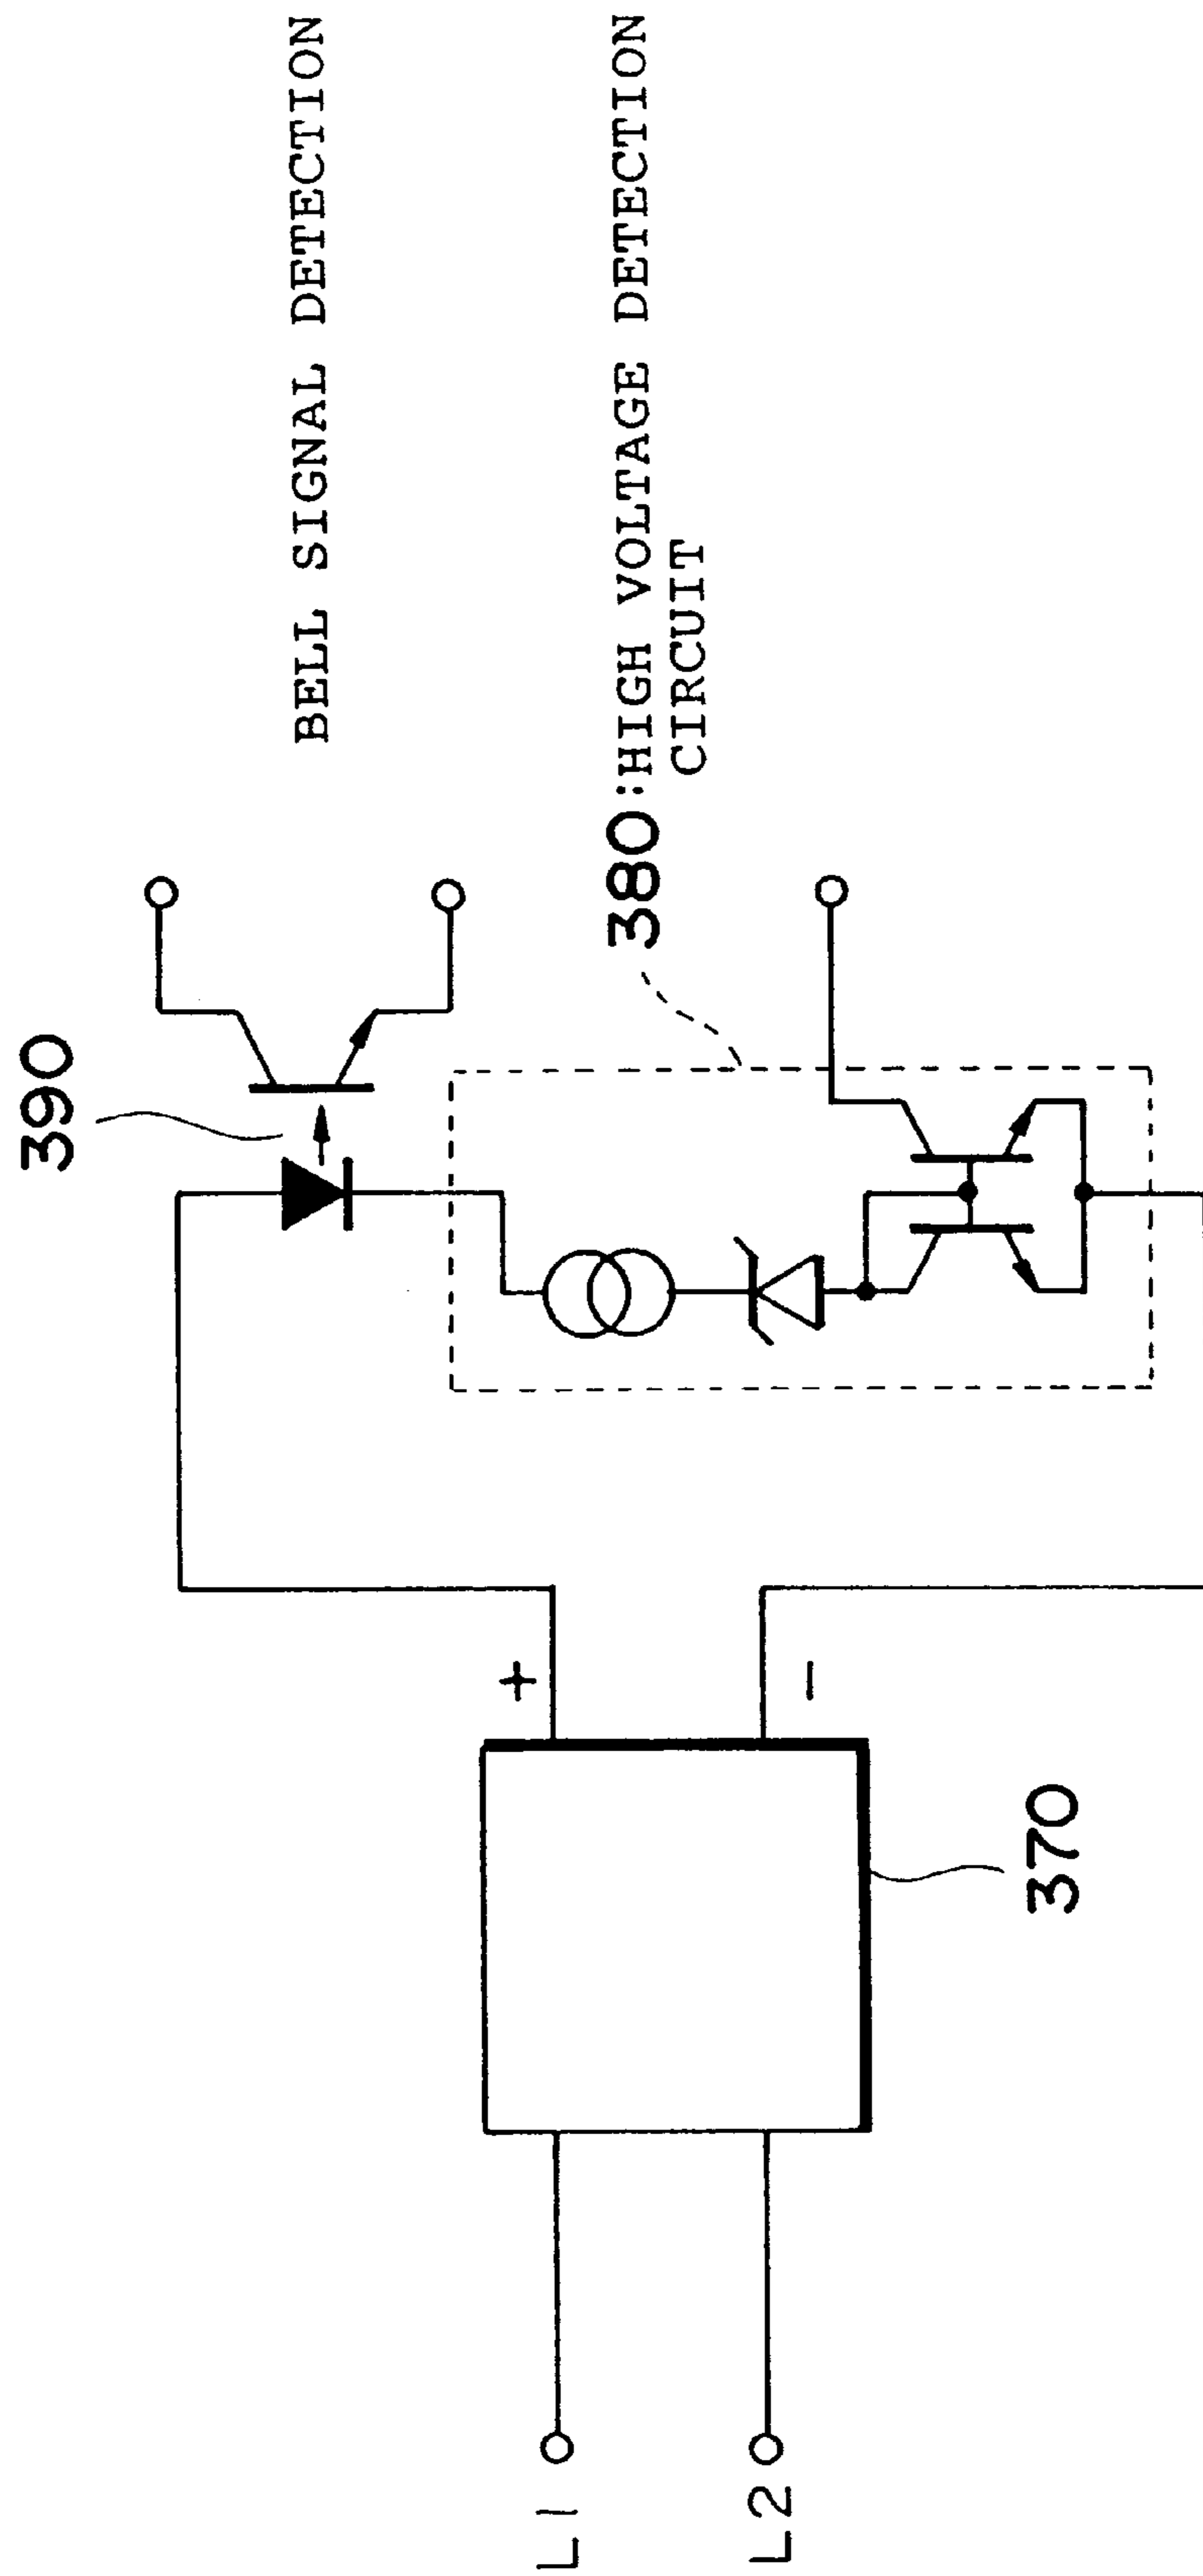 390
BELL SIGNAL DETECTION
380:HIGH VOLTAGE DETECTION
CIRCUIT
L1
L2
+
-
370